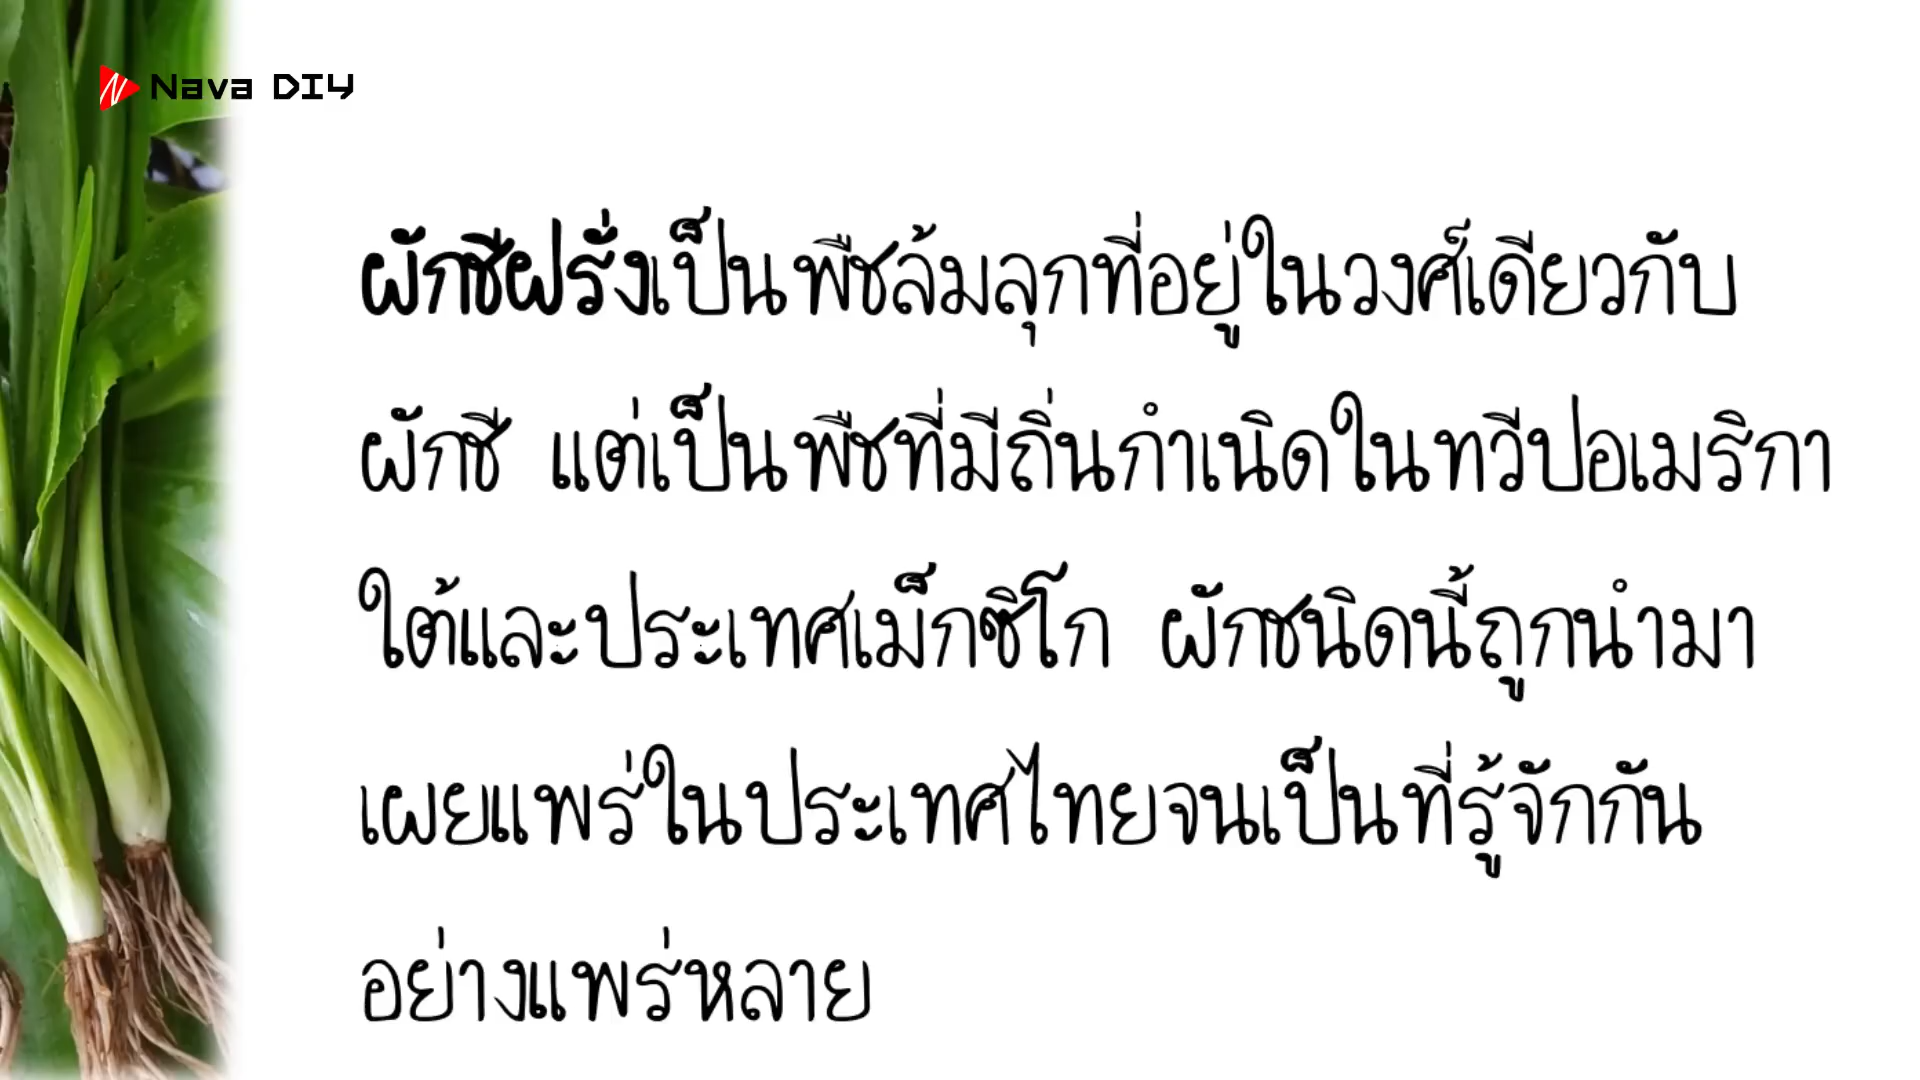 Nava DIY
ผักชีฝรั่งเป็นพืชล้มลุกที่อยู่ในวงศ์เดียวกับ
ผักชี แต่เป็นพืชที่มีถิ่นกำเนิดในทวีปอเมริกา
ใต้และประเทศเม็กซิโก ผักชนิดนี้ถูกนำมา
เผยแพร่ในประเทศไทยจนเป็นที่รู้จักกัน
อย่างแพร่หลาย